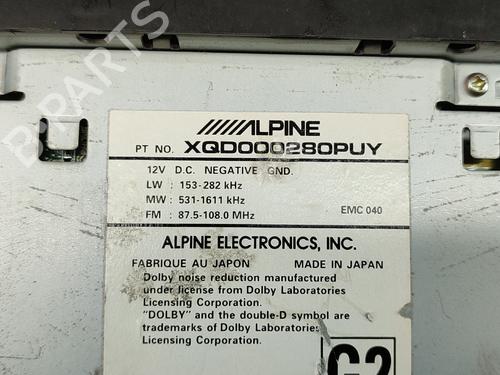 ALPINE
PT NO. XQD000280PUY
12V D.C. NEGATIVE GND.
LW : 153-282 kHz
MW : 531-1611 kHz
FM : 87.5-108.0 MHz
EMC 040
ALPINE ELECTRONICS, INC.
FABRIQUE AU JAPON MADE IN JAPAN
Dolby noise reduction manufactured
under license from Dolby Laboratories
Licensing Corporation.
"DOLBY" and the double-D symbol are
trademarks of Dolby Laboratories
Licensing Corporation.
G2
B-PARTS